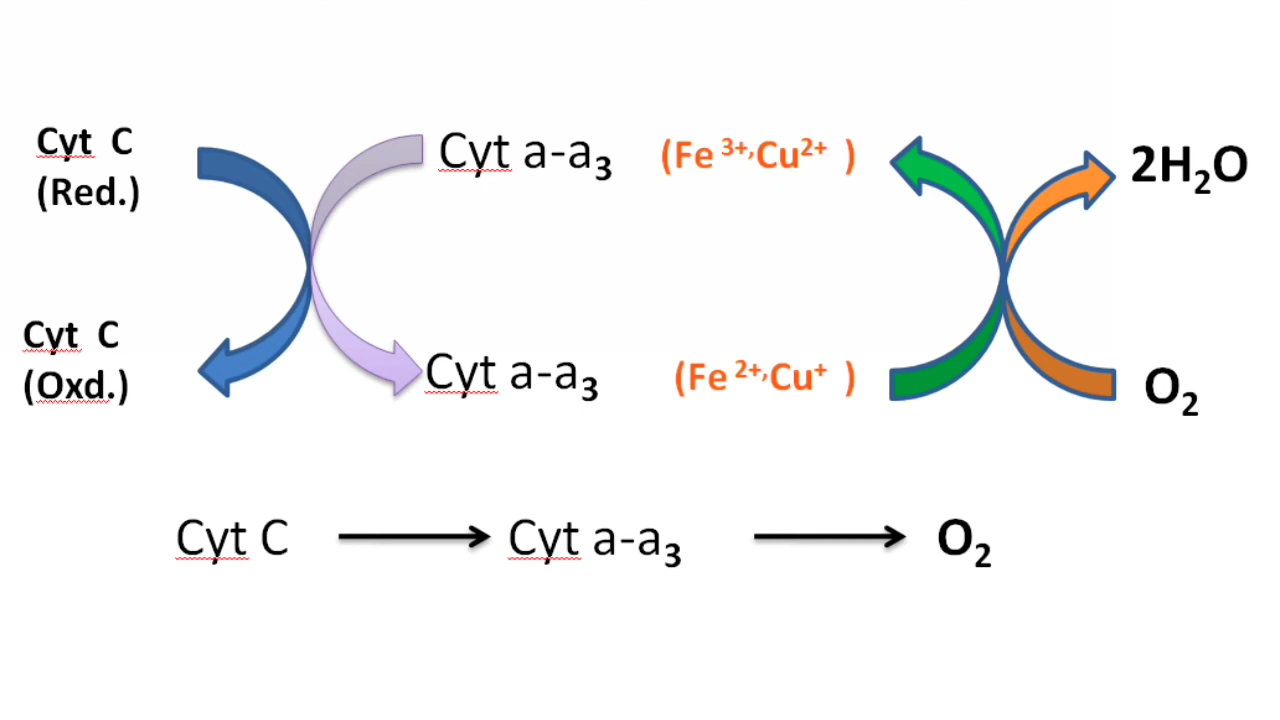 Cyt C
(Red.)
Cyt a-a₃ (Fe ³⁺,Cu²⁺ )
2H₂O
Cyt C
(Oxd.)
Cyt a-a₃ (Fe ²⁺,Cu⁺ )
O₂
Cyt C → Cyt a-a₃ → O₂